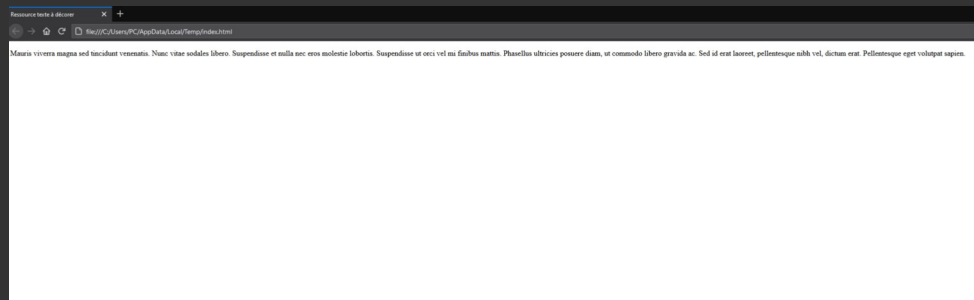 Ressource texte à décorer
file:///C:/Users/PC/AppData/Local/Temp/index.html
Mauris viverra magna sed tincidunt venenatis. Nunc vitae sodales libero. Suspendisse et nulla nec eros molestie lobortis. Suspendisse ut orci vel mi finibus mattis. Phasellus ultricies posuere diam, ut commodo libero gravida ac. Sed id erat laoreet, pellentesque nibh vel, dictum erat. Pellentesque eget volutpat sapien.